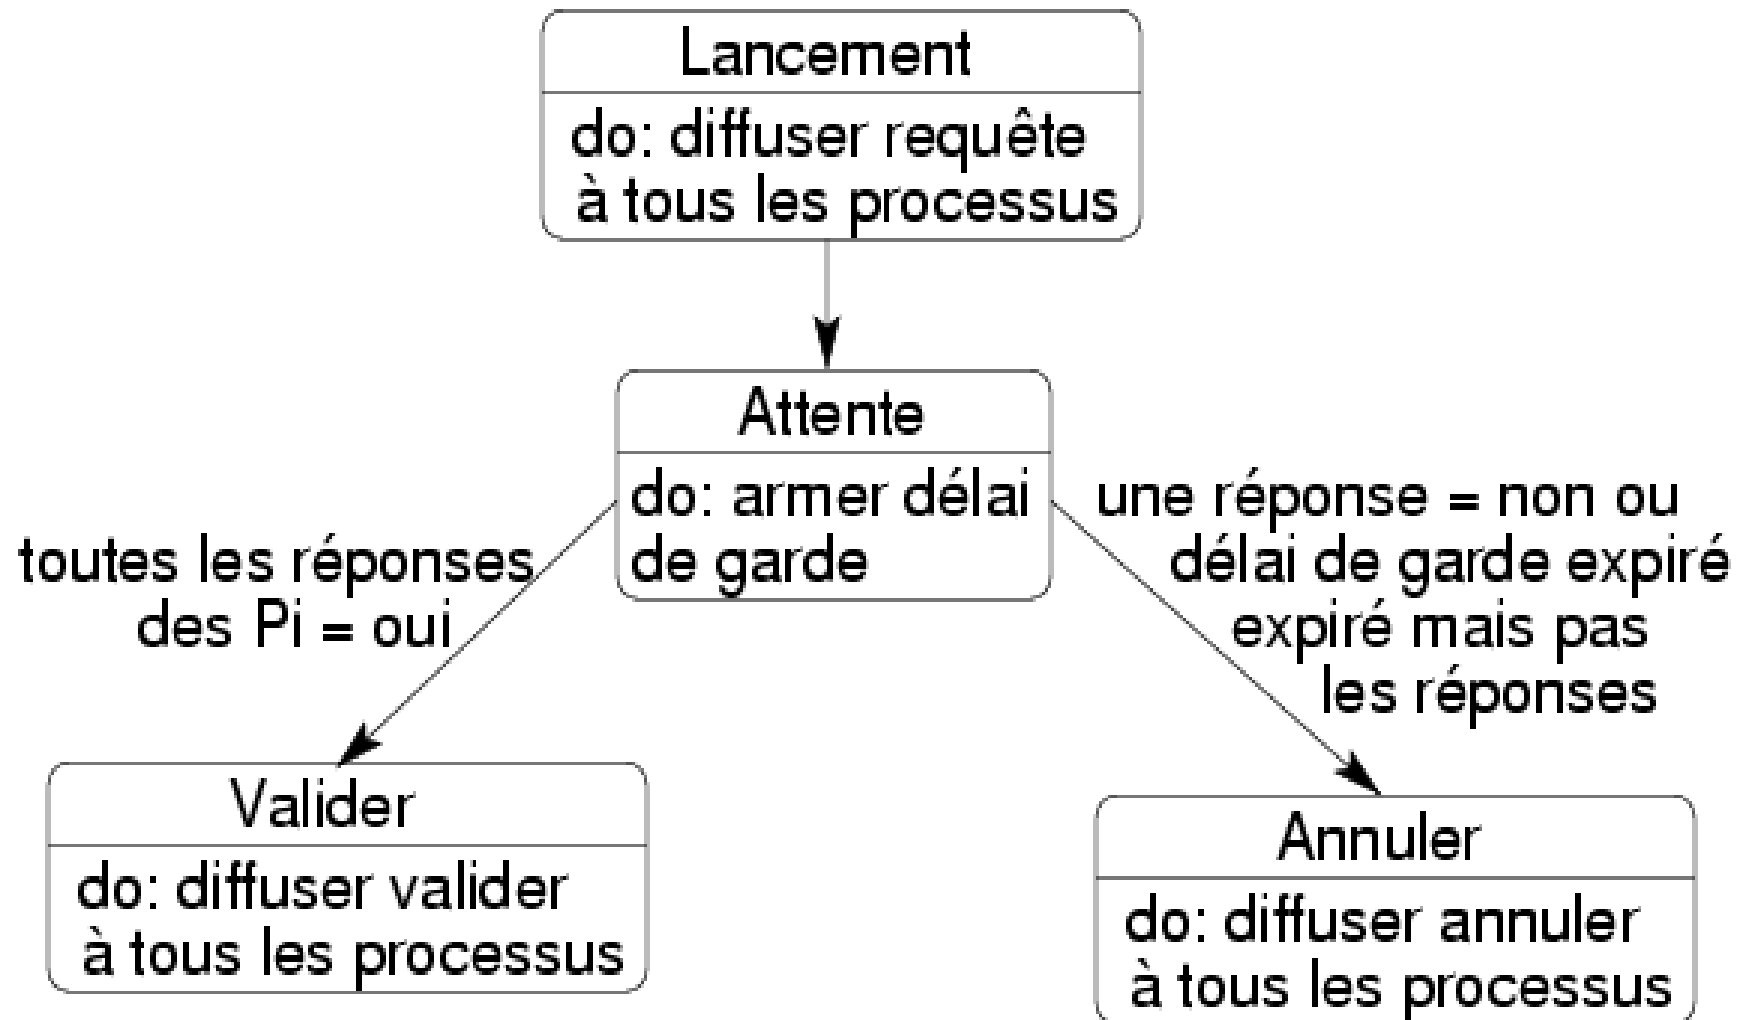 Lancement
do: diffuser requête
à tous les processus
Attente
do: armer délai
de garde
toutes les réponses
des Pi = oui
une réponse = non ou
délai de garde expiré
expiré mais pas
les réponses
Valider
do: diffuser valider
à tous les processus
Annuler
do: diffuser annuler
à tous les processus